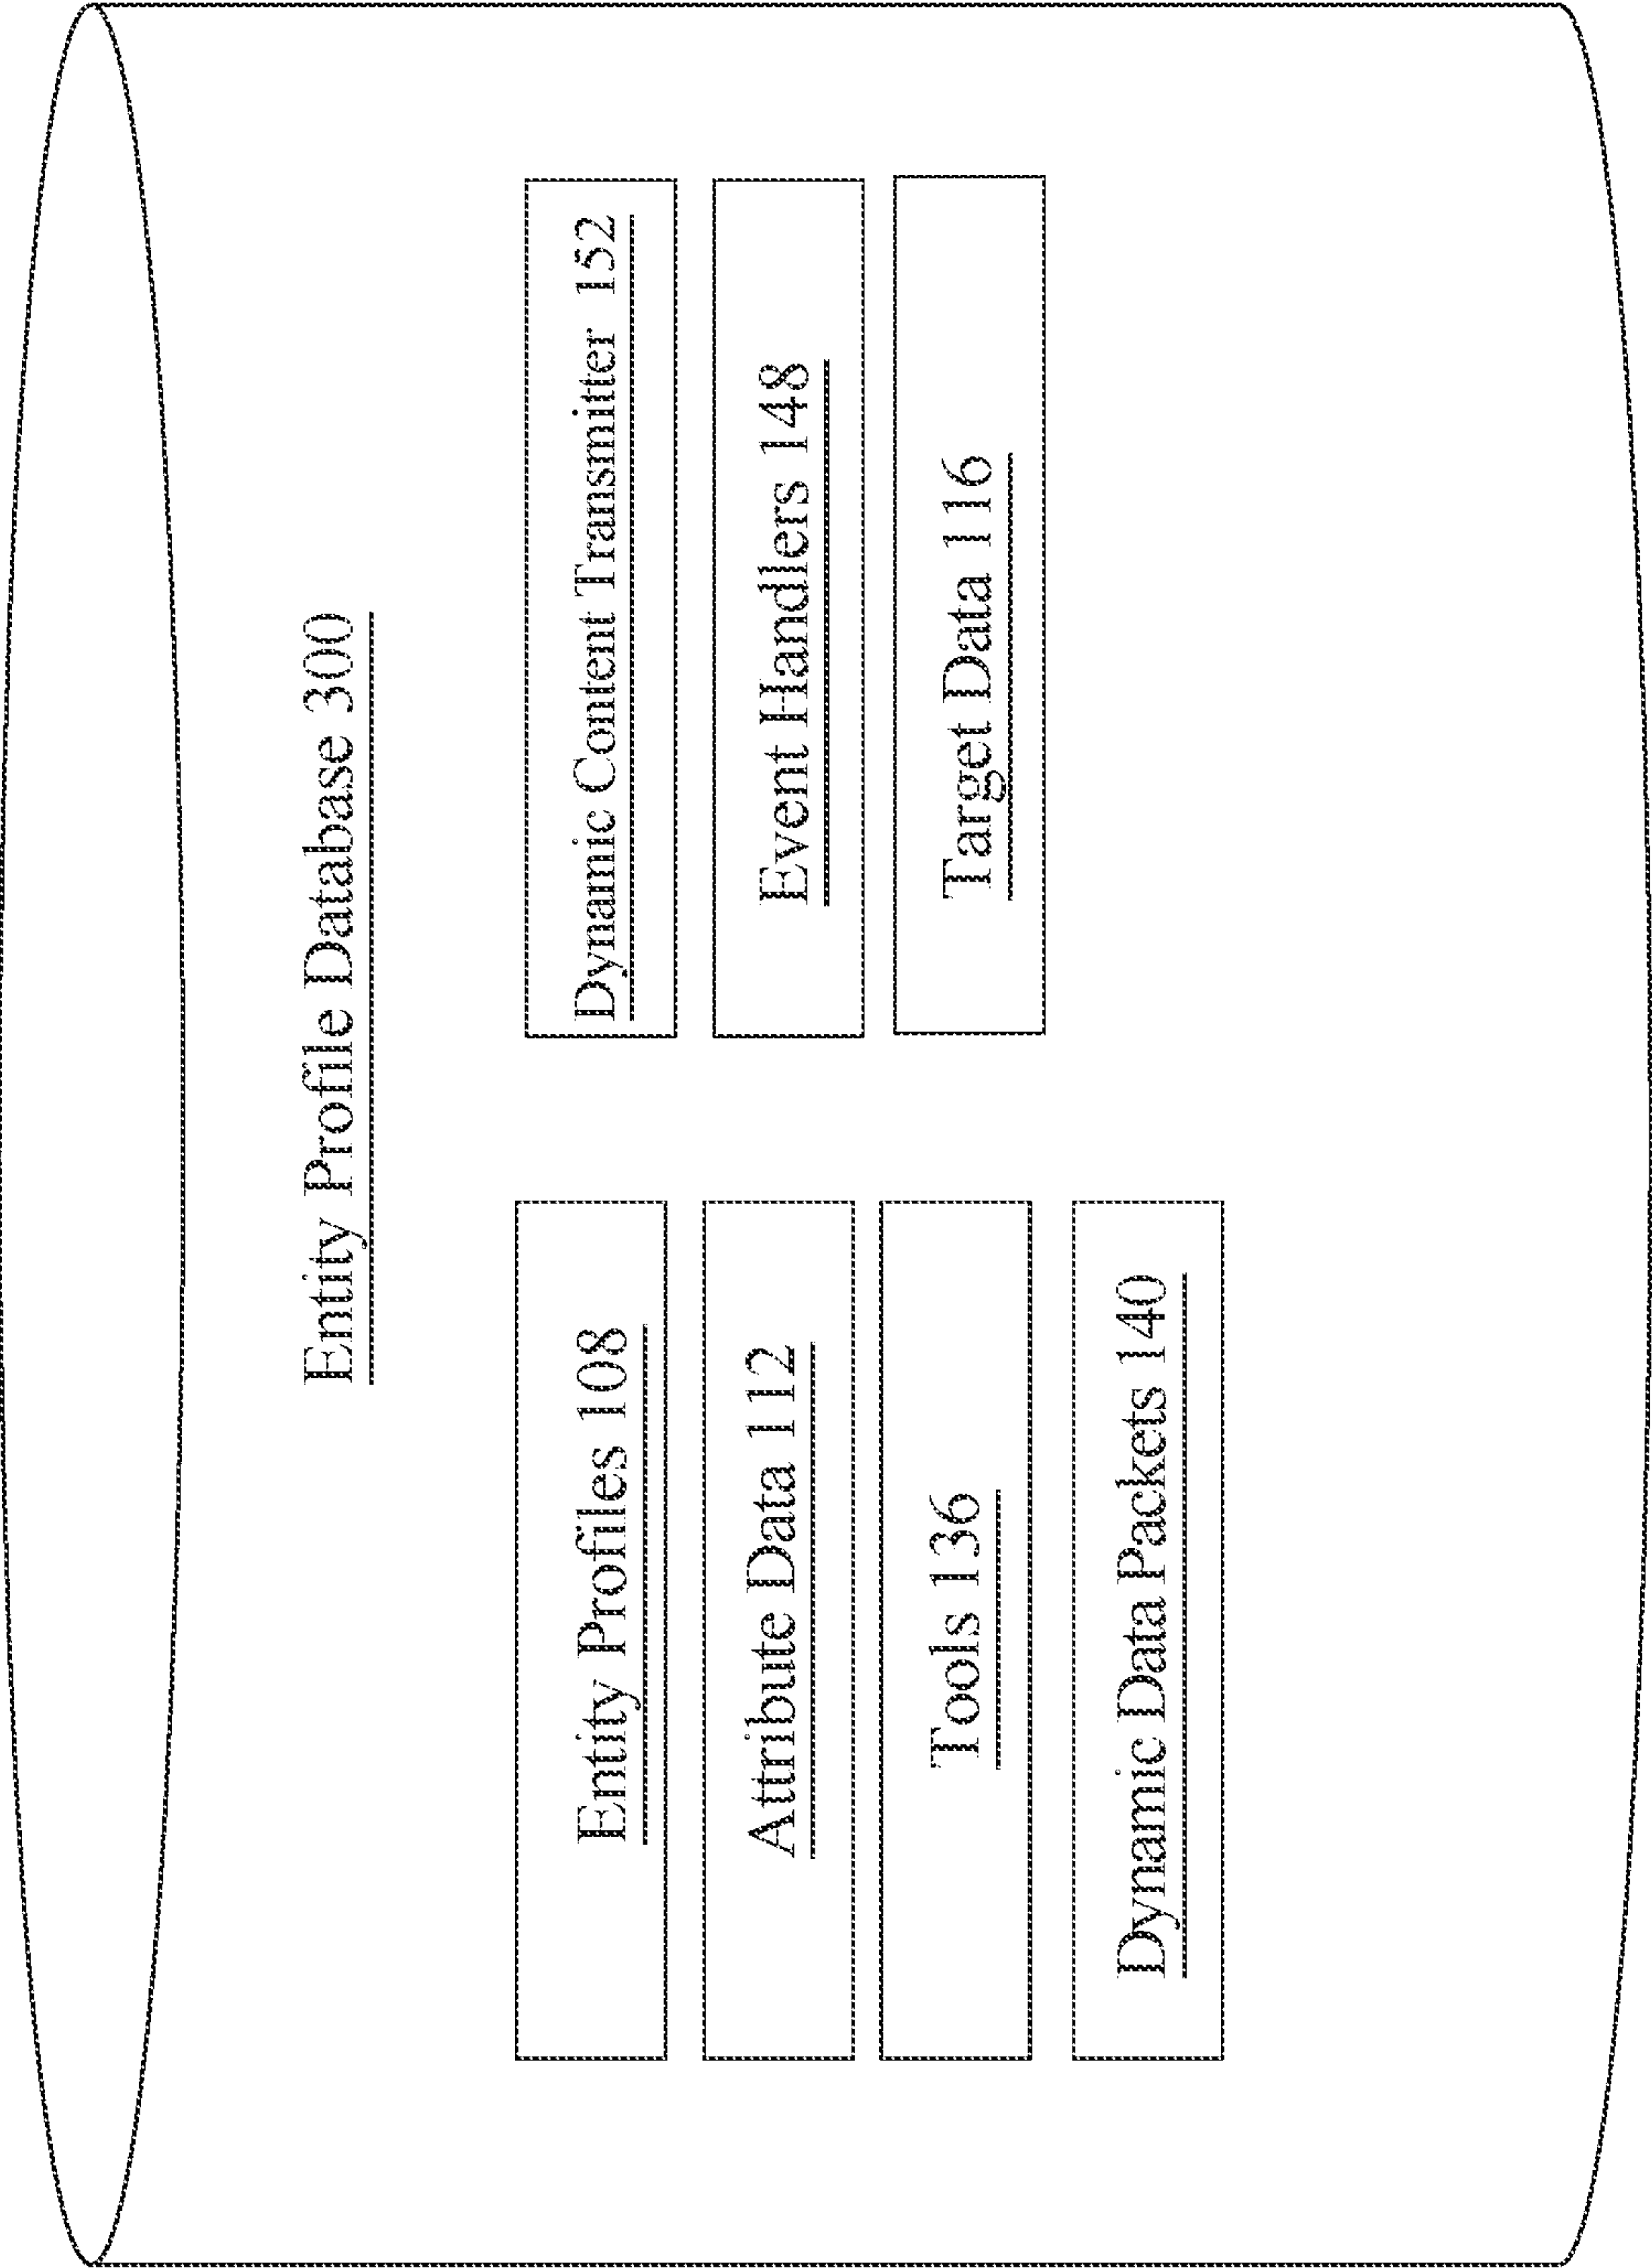 Entity Profile Database 300
Entity Profiles 108
Attribute Data 112
Tools 136
Dynamic Data Packets 140
Dynamic Content Transmitter 152
Event Handlers 148
Target Data 116